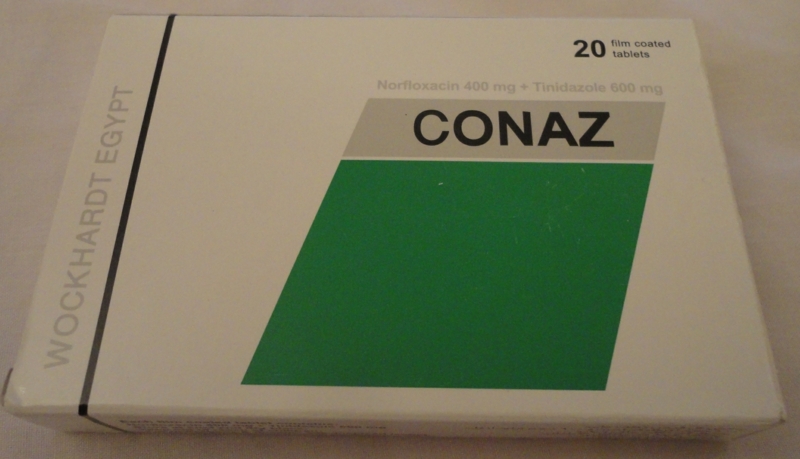 20 film coated
tablets
Norfloxacin 400 mg + Tinidazole 600 mg
CONAZ
WOCKHARDT EGYPT